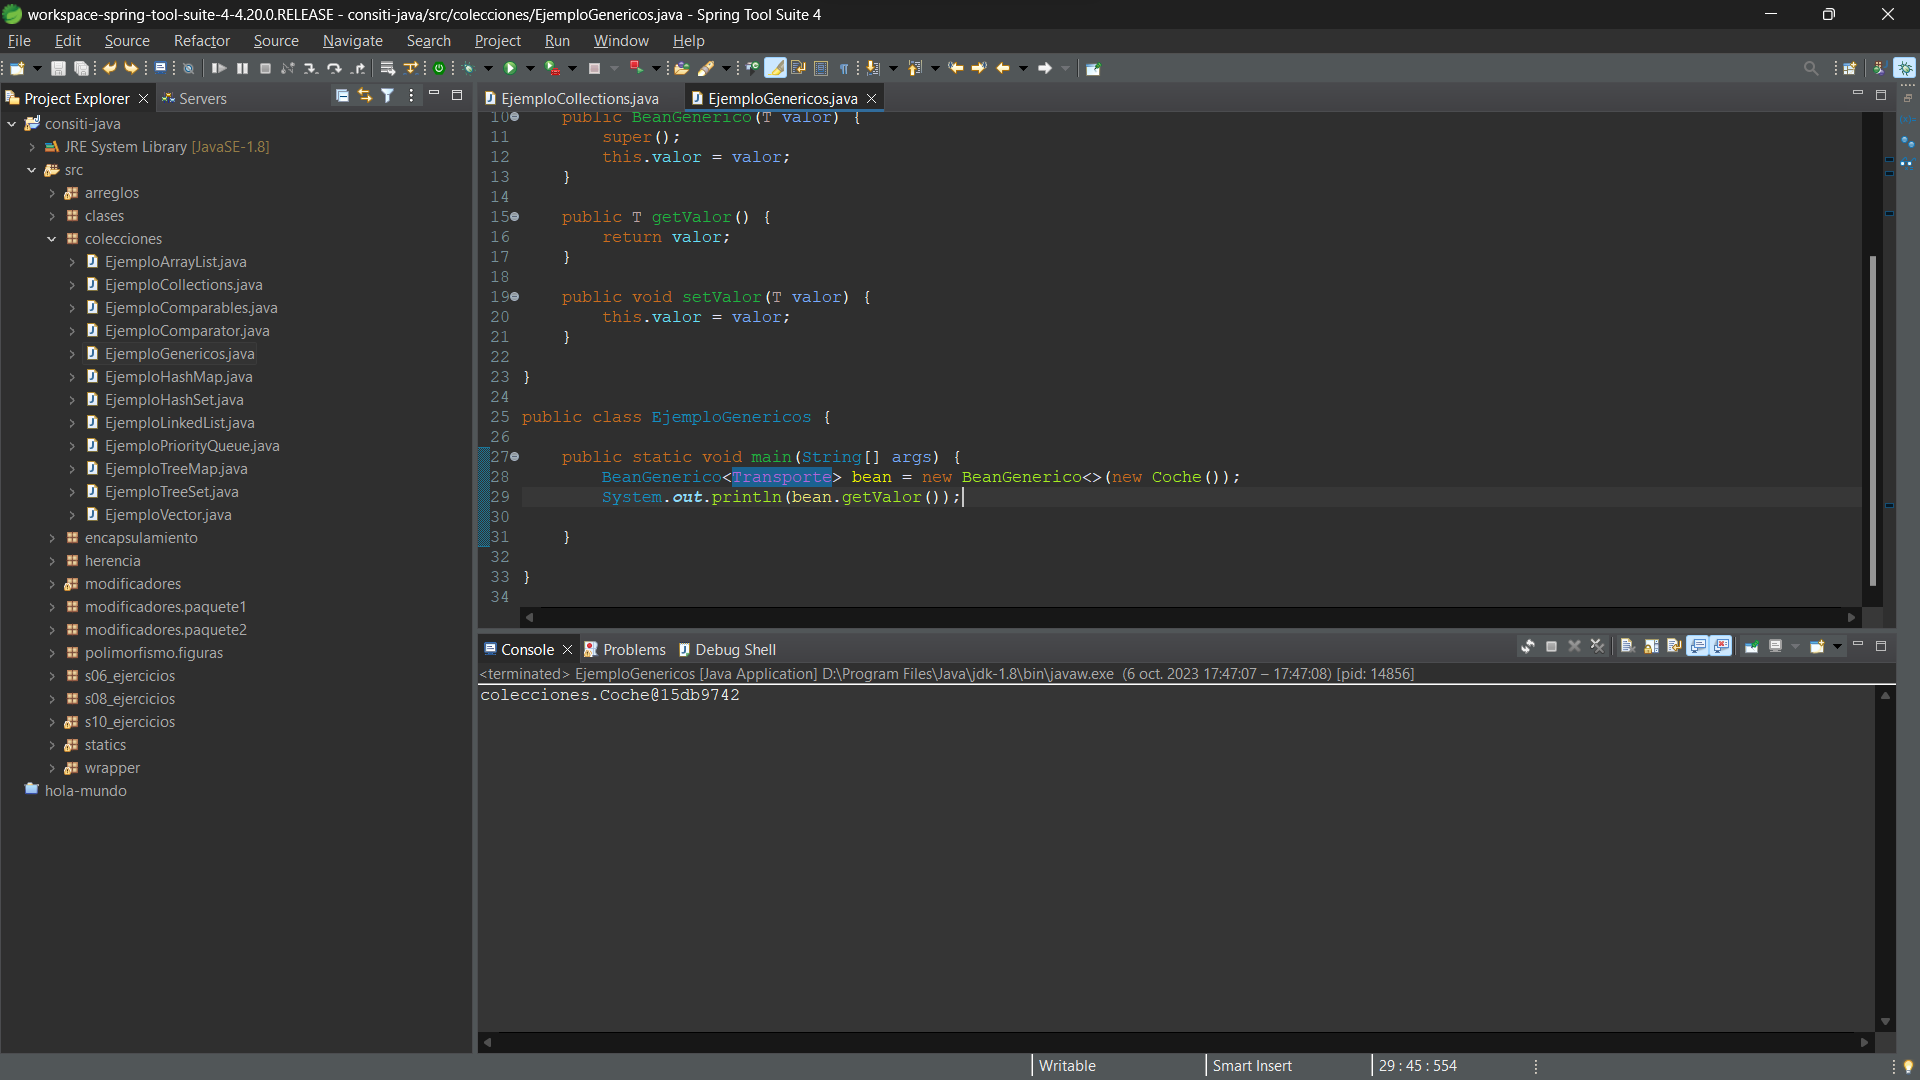 workspace-spring-tool-suite-4-4.20.0.RELEASE - consiti-java/src/colecciones/EjemploGenericos.java - Spring Tool Suite 4
File Edit Source Refactor Source Navigate Search Project Run Window Help
Project Explorer Servers
consiti-java
JRE System Library [JavaSE-1.8]
src
arreglos
clases
colecciones
EjemploArrayList.java
EjemploCollections.java
EjemploComparables.java
EjemploComparator.java
EjemploGenericos.java
EjemploHashMap.java
EjemploHashSet.java
EjemploLinkedList.java
EjemploPriorityQueue.java
EjemploTreeMap.java
EjemploTreeSet.java
EjemploVector.java
encapsulamiento
herencia
modificadores
modificadores.paquete1
modificadores.paquete2
polimorfismo.figuras
s06_ejercicios
s08_ejercicios
s10_ejercicios
statics
wrapper
hola-mundo
EjemploCollections.java EjemploGenericos.java
10 public BeanGenerico(T valor) {
11 super();
12 this.valor = valor;
13 }
14
15 public T getValor() {
16 return valor;
17 }
18
19 public void setValor(T valor) {
20 this.valor = valor;
21 }
22
23 }
24
25 public class EjemploGenericos {
26
27 public static void main(String[] args) {
28 BeanGenerico<Transporte> bean = new BeanGenerico<>(new Coche());
29 System.out.println(bean.getValor());
30
31 }
32
33 }
34
Console Problems Debug Shell
<terminated> EjemploGenericos [Java Application] D:\Program Files\Java\jdk-1.8\bin\javaw.exe (6 oct. 2023 17:47:07 – 17:47:08) [pid: 14856]
colecciones.Coche@15db9742
Writable Smart Insert 29 : 45 : 554